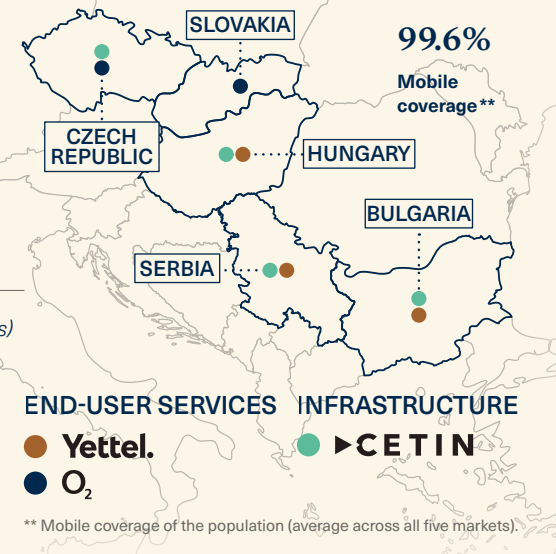 SLOVAKIA
99.6%
Mobile
coverage**
CZECH
REPUBLIC
HUNGARY
BULGARIA
SERBIA
s)
END-USER SERVICES
Yettel.
O2
INFRASTRUCTURE
CETIN
** Mobile coverage of the population (average across all five markets).